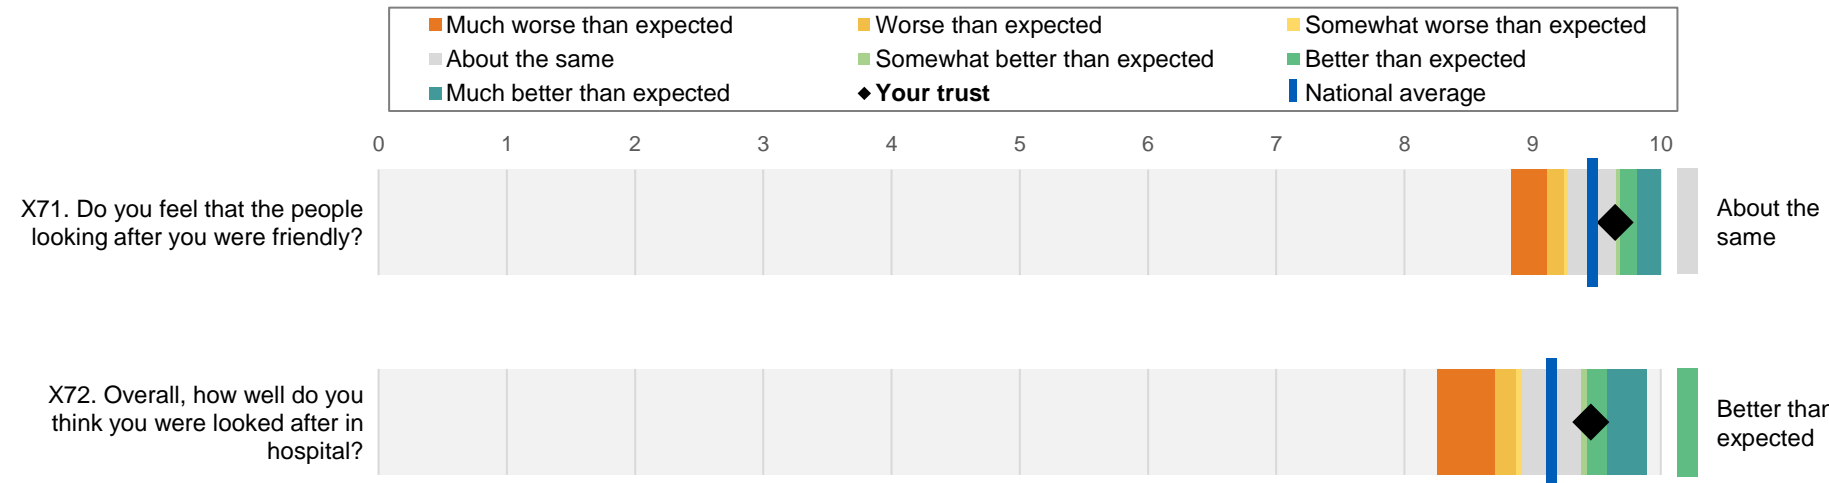 Much worse than expected
Worse than expected
Somewhat worse than expected
About the same
Somewhat better than expected
Better than expected
Much better than expected
Your trust
National average
0 1 2 3 4 5 6 7 8 9 10
X71. Do you feel that the people
looking after you were friendly?
About the
same
X72. Overall, how well do you
think you were looked after in
hospital?
Better than
expected